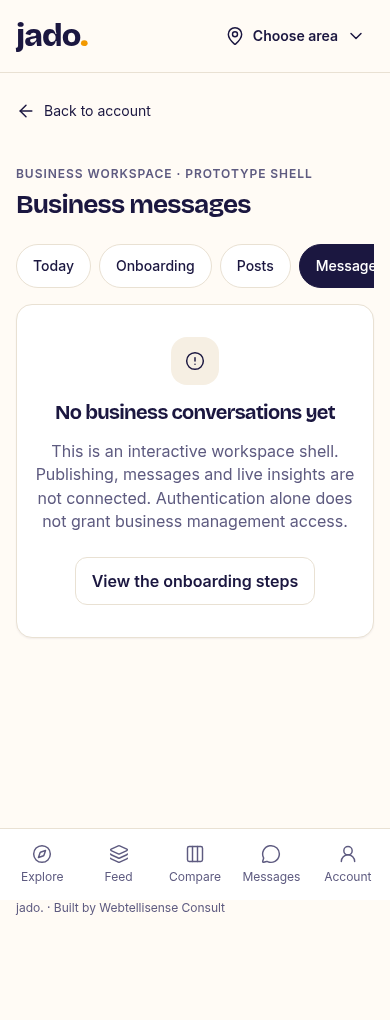 jado.
Choose area
Back to account
BUSINESS WORKSPACE · PROTOTYPE SHELL
Business messages
Today
Onboarding
Posts
Message
No business conversations yet
This is an interactive workspace shell.
Publishing, messages and live insights are
not connected. Authentication alone does
not grant business management access.
View the onboarding steps
Explore
Feed
Compare
Messages
Account
jado. · Built by Webtellisense Consult